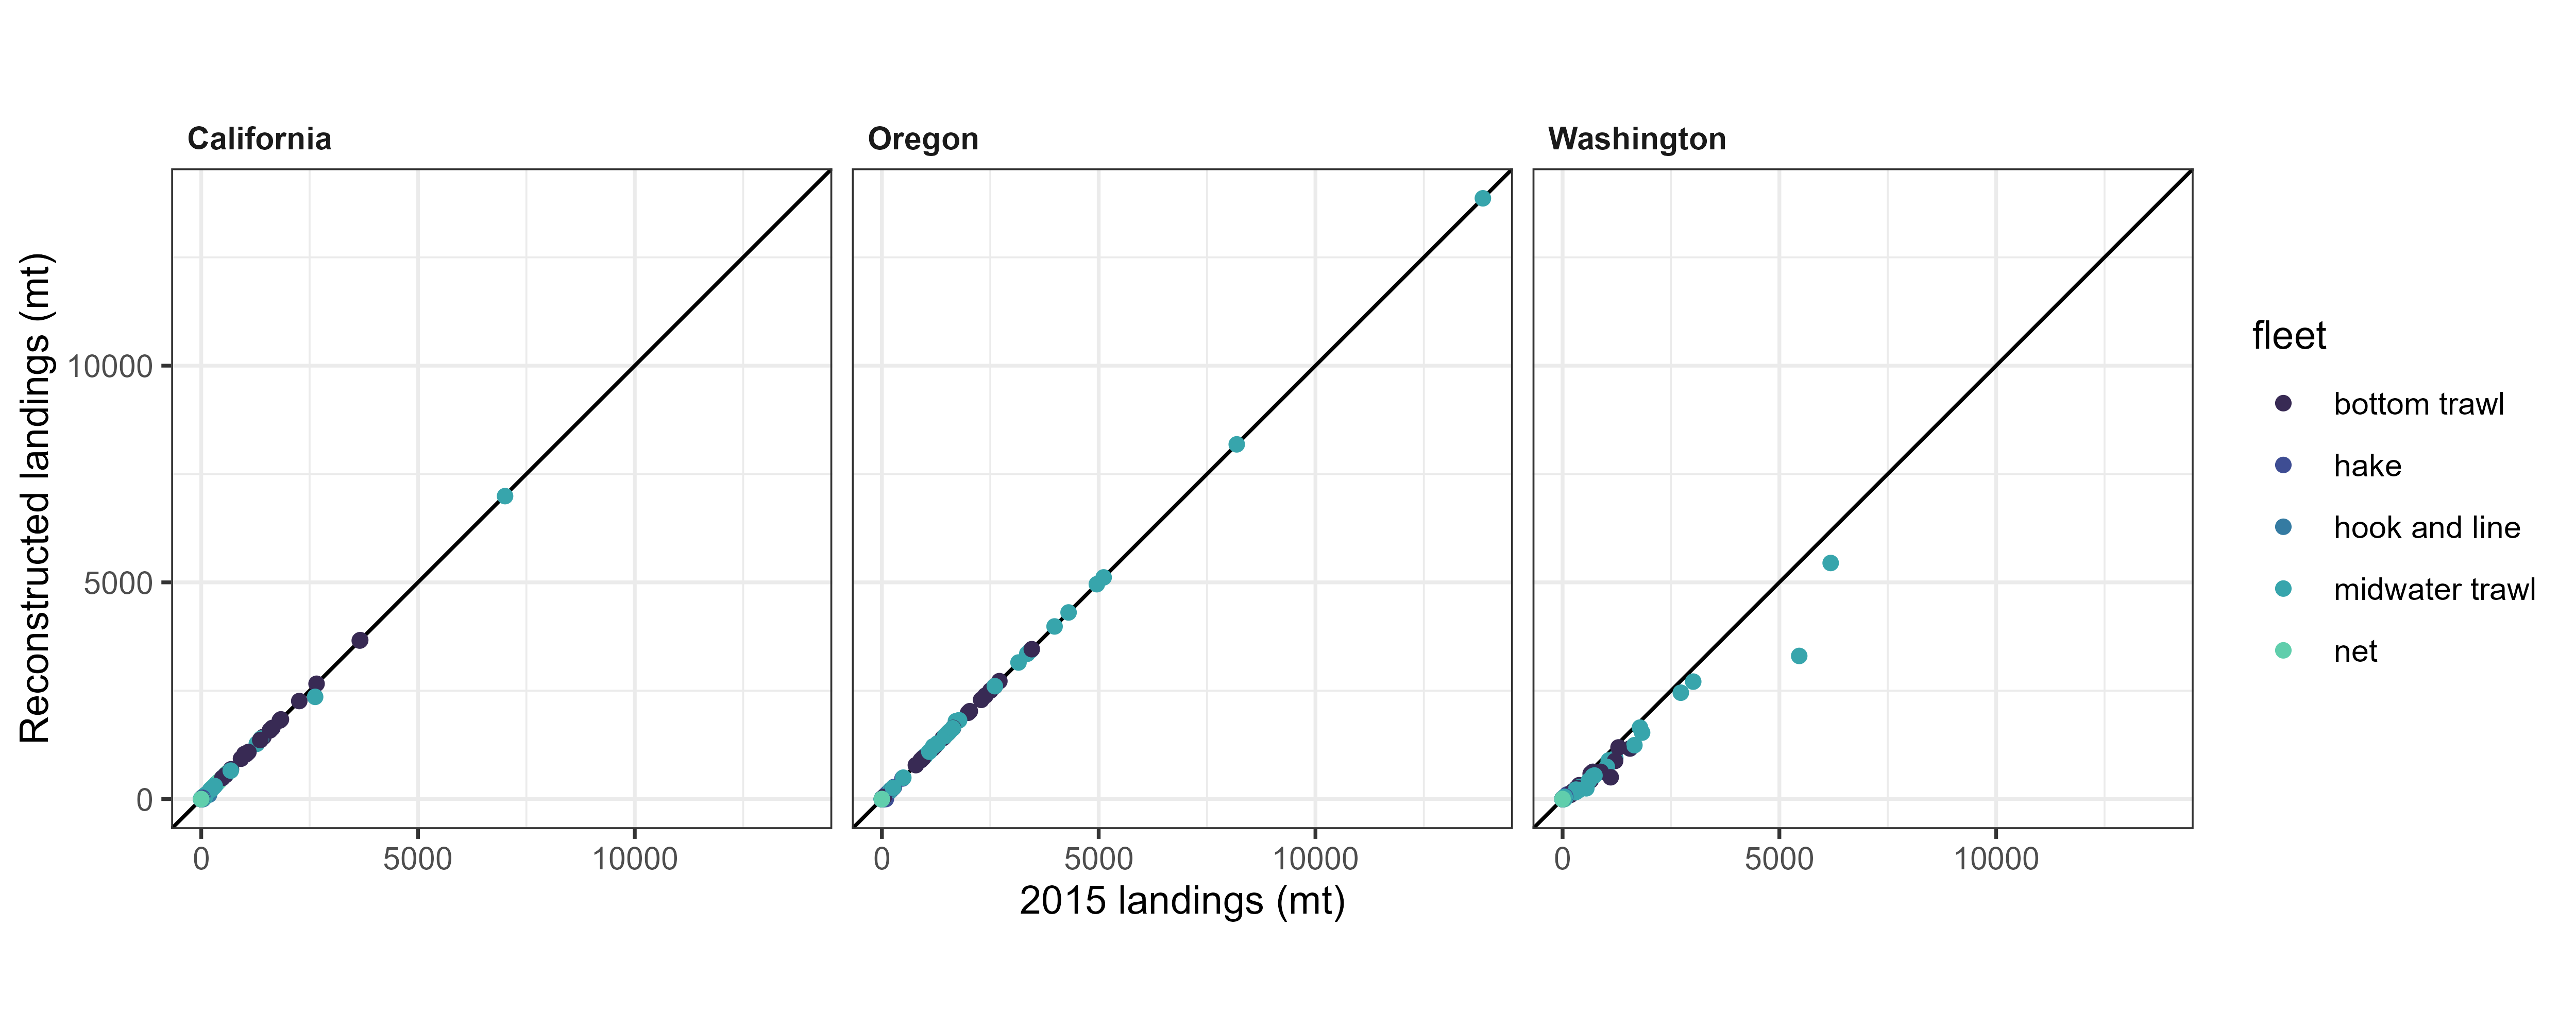 California
Oregon
Washington
Reconstructed landings (mt)
10000
5000
0
0 5000 10000
0 5000 10000
0 5000 10000
2015 landings (mt)
fleet
bottom trawl
hake
hook and line
midwater trawl
net